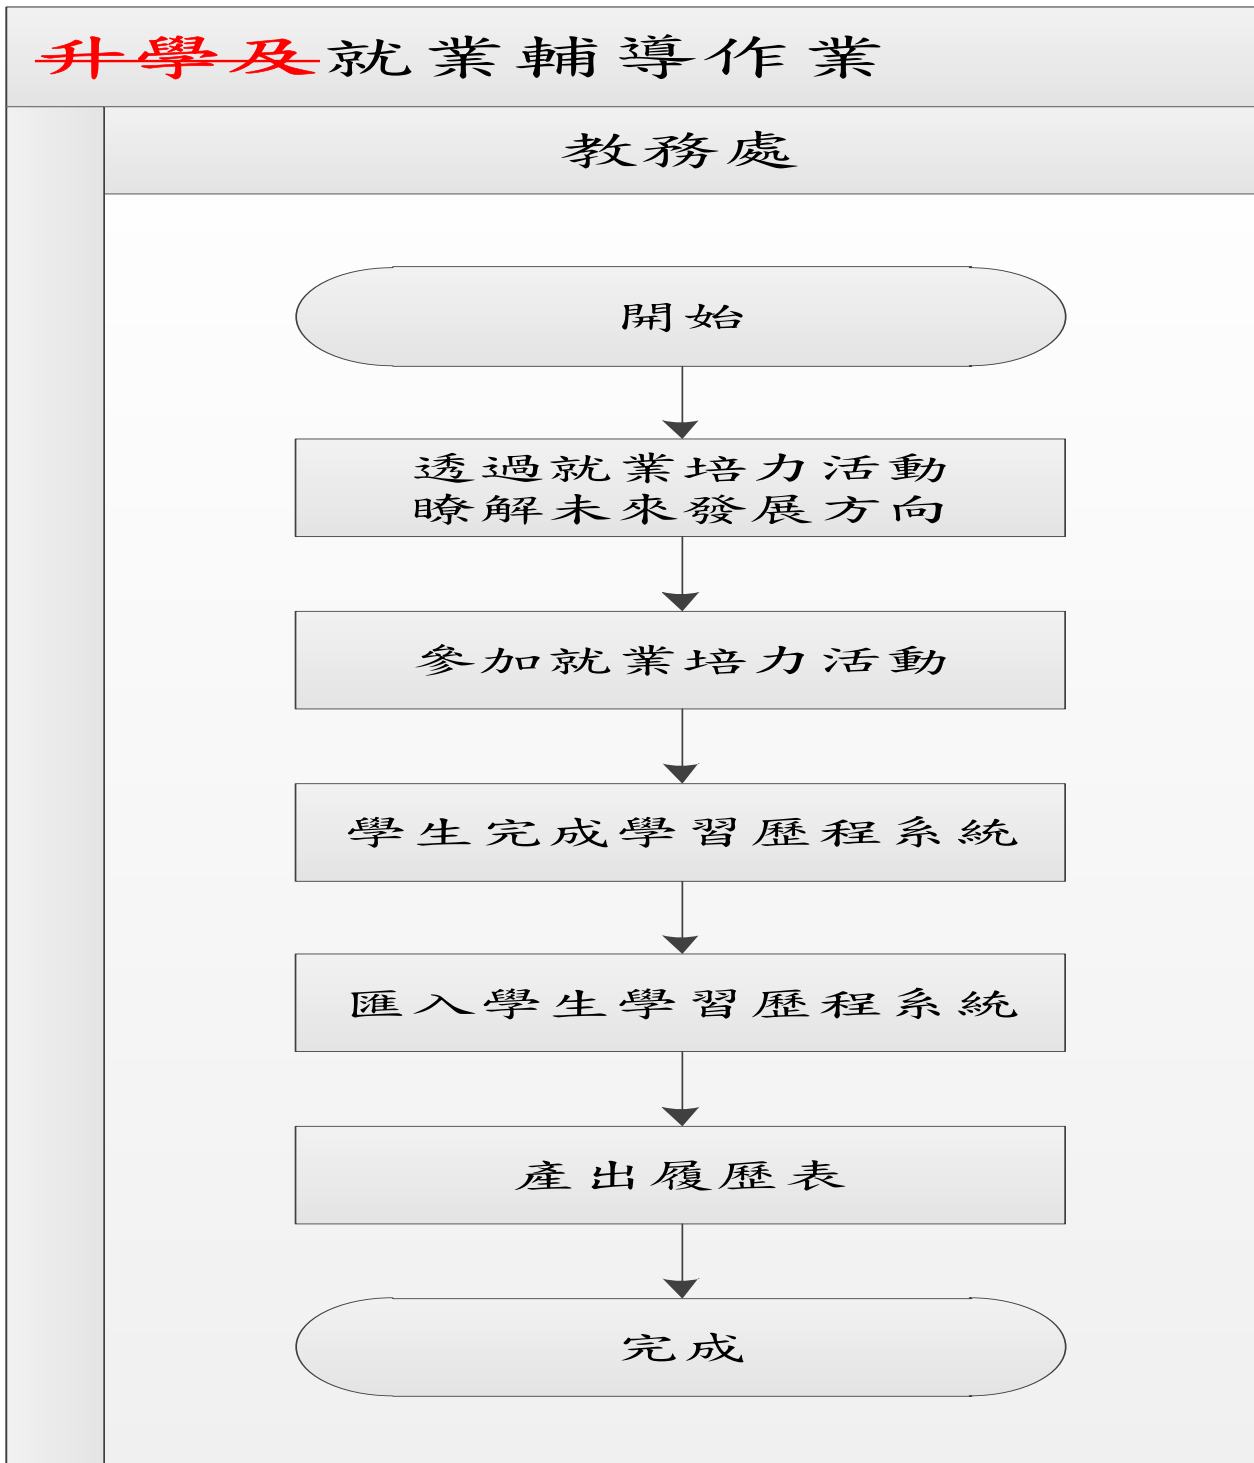 升學及就業輔導作業
教務處
開始
透過就業培力活動
瞭解未來發展方向
參加就業培力活動
學生完成學習歷程系統
匯入學生學習歷程系統
產出履歷表
完成